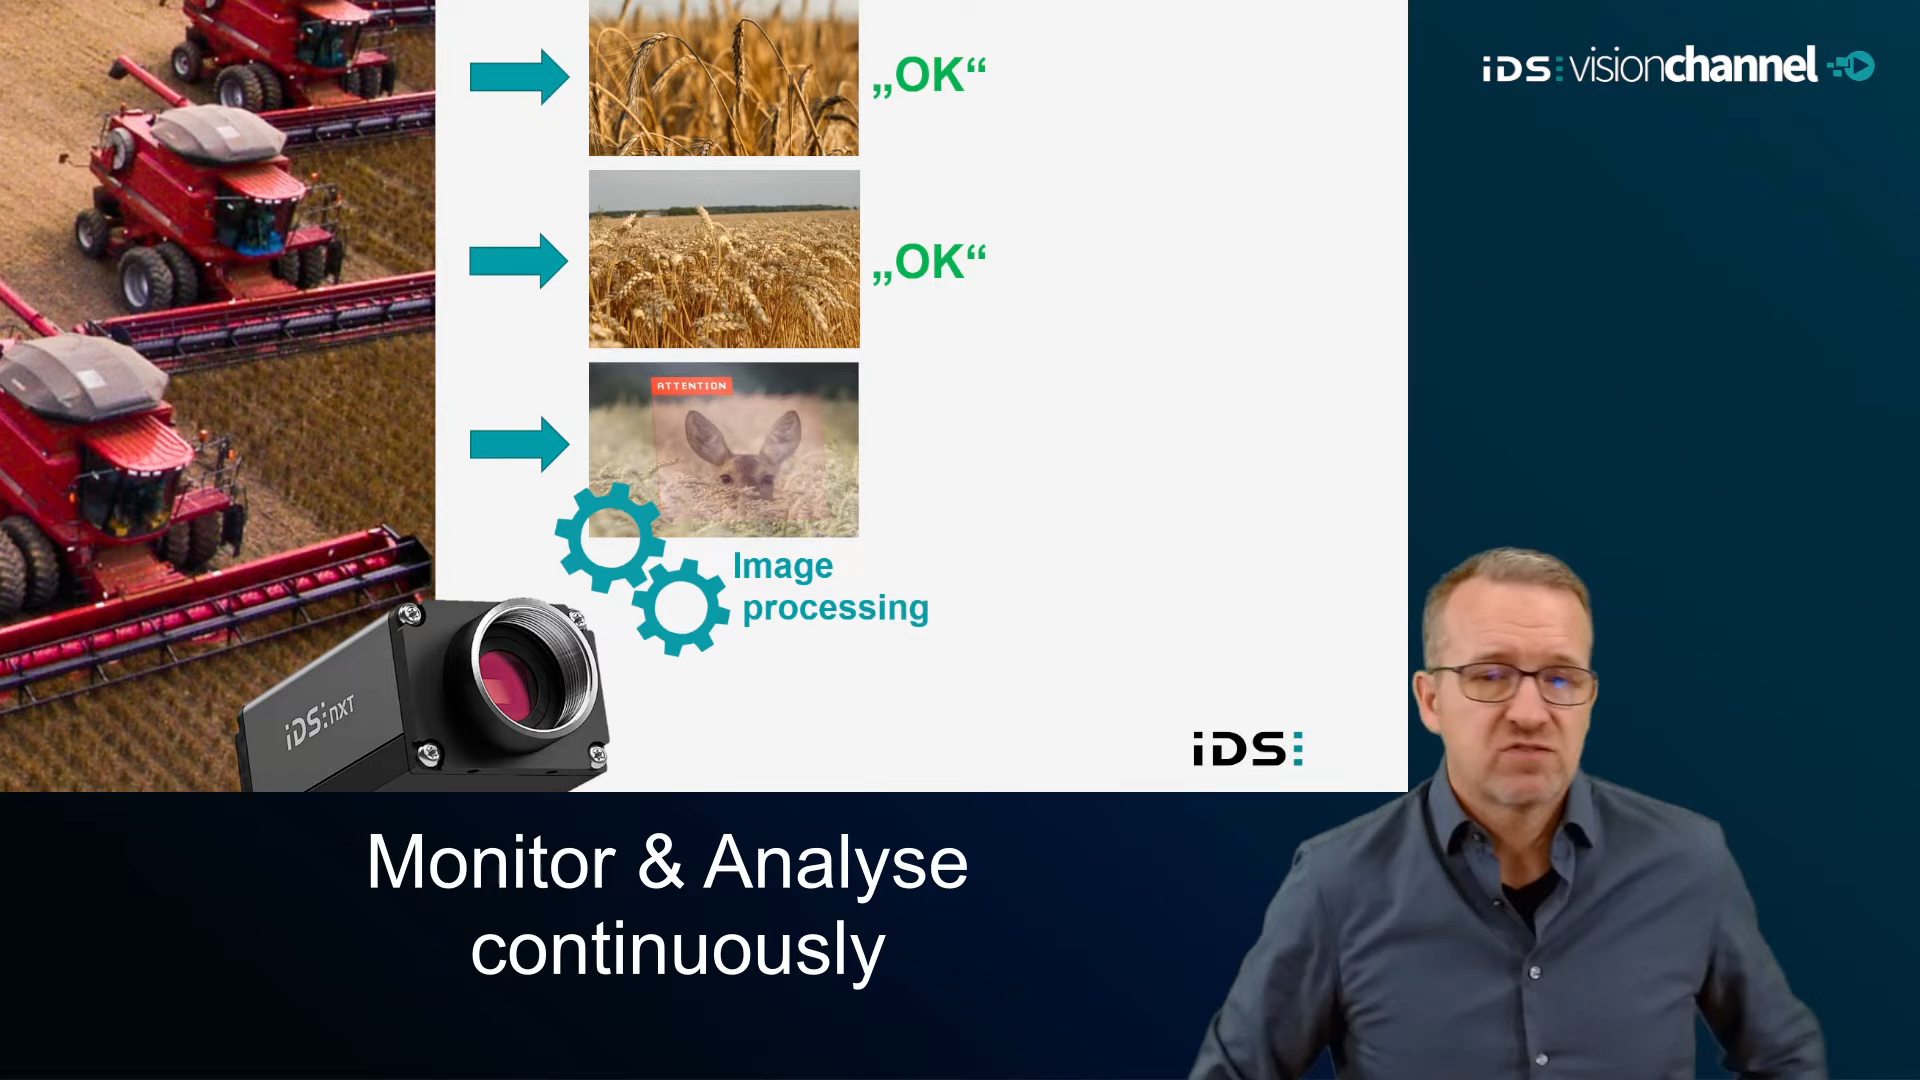 „OK“
iDS visionchannel
„OK“
ATTENTION
Image
processing
iDS:nxt
iDS
Monitor & Analyse
continuously